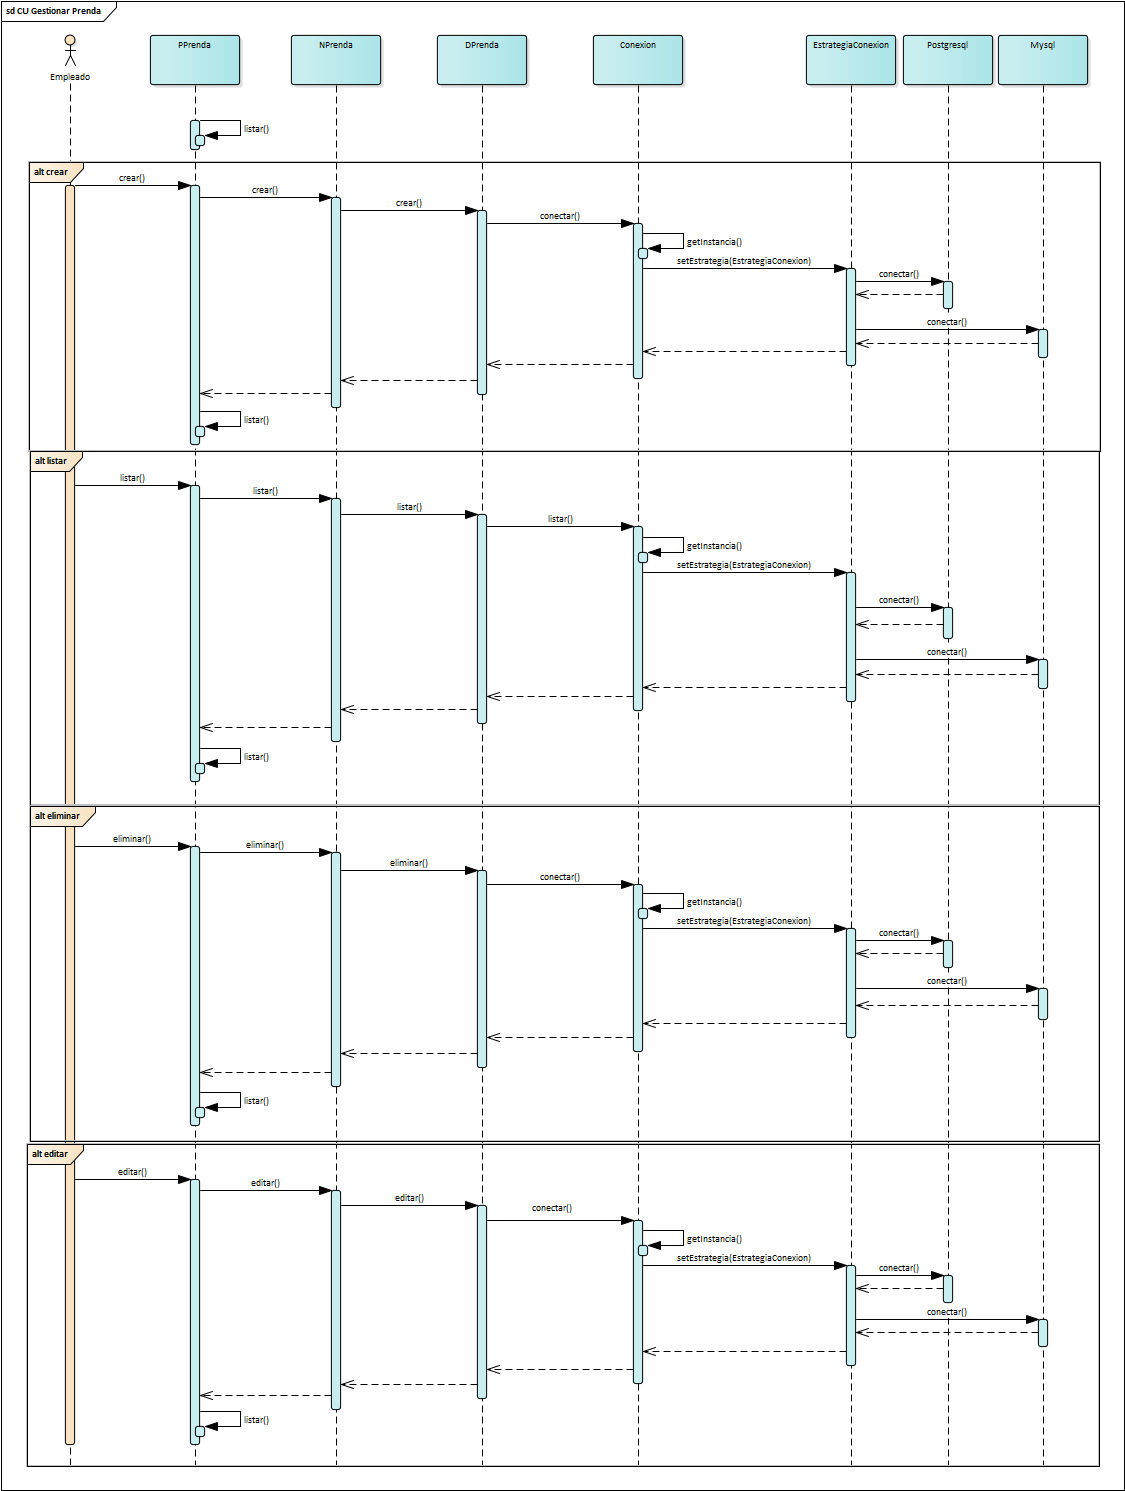 sd CU Gestionar Prenda
PPrenda
NPrenda
DPrenda
Conexion
EstrategiaConexion
Postgresql
Mysql
Empleado
listar()
alt crear
crear()
crear()
crear()
conectar()
getInstancia()
setEstrategia(EstrategiaConexion)
conectar()
conectar()
listar()
alt listar
listar()
listar()
listar()
listar()
getInstancia()
setEstrategia(EstrategiaConexion)
conectar()
conectar()
listar()
alt eliminar
eliminar()
eliminar()
eliminar()
conectar()
getInstancia()
setEstrategia(EstrategiaConexion)
conectar()
conectar()
listar()
alt editar
editar()
editar()
editar()
conectar()
getInstancia()
setEstrategia(EstrategiaConexion)
conectar()
conectar()
listar()